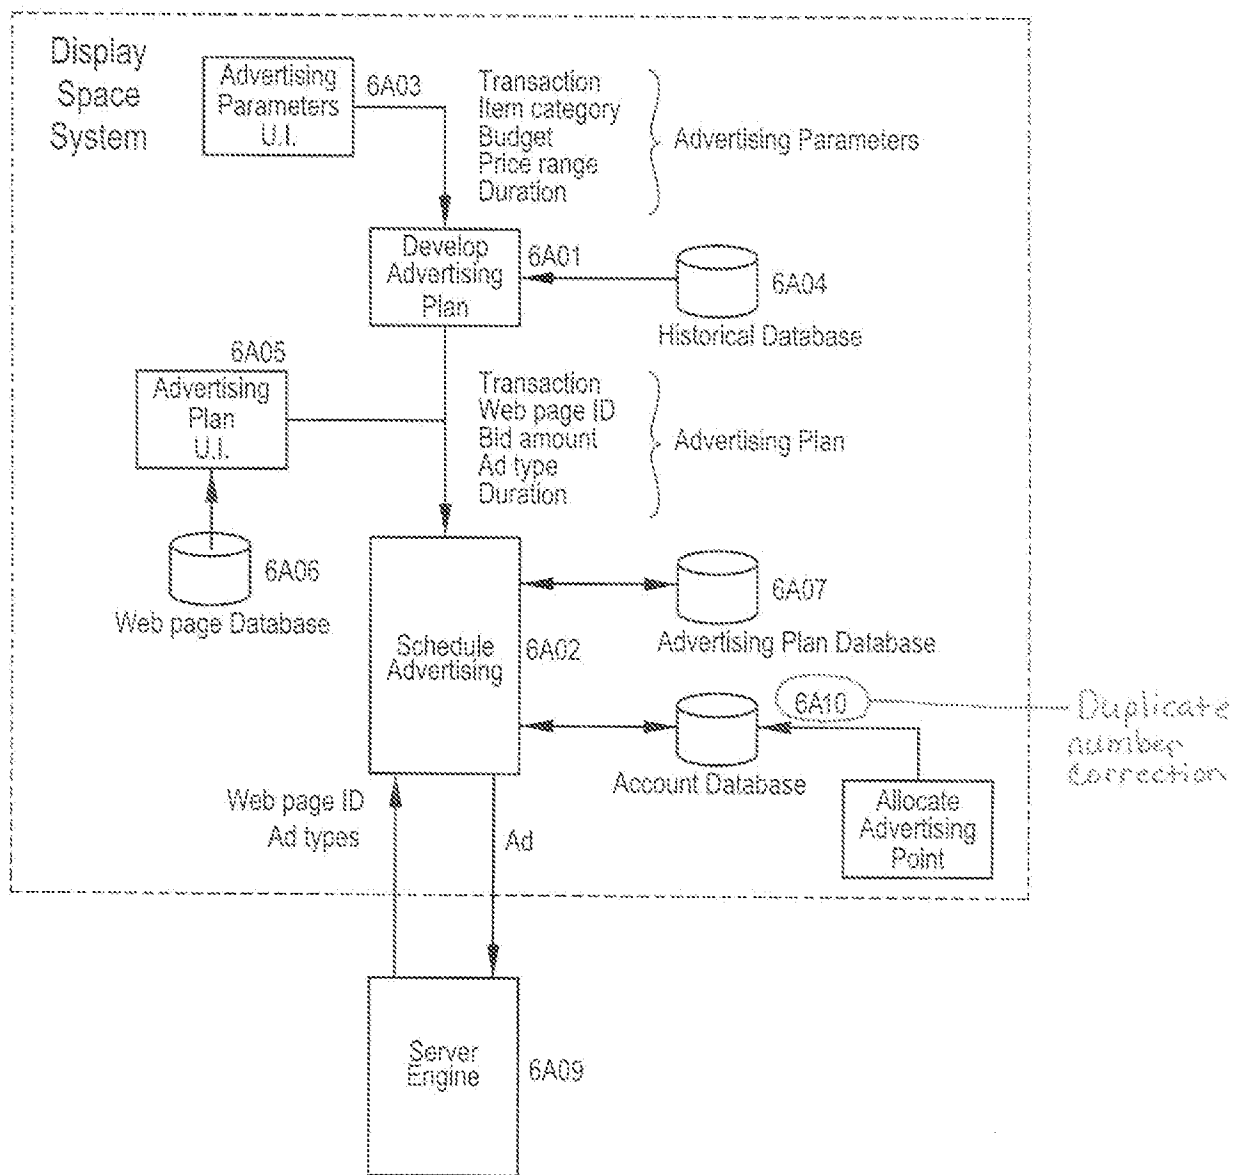 Display
Space
System
Advertising
Parameters
U.I.
6A03
Transaction
Item category
Budget
Price range
Duration
Advertising Parameters
Develop
Advertising
Plan
6A01
6A04
Historical Database
6A05
Advertising
Plan
U.I.
Transaction
Web page ID
Bid amount
Ad type
Duration
Advertising Plan
6A06
Web page Database
Schedule
Advertising
6A02
6A07
Advertising Plan Database
6A10
Duplicate
number
correction
Account Database
Allocate
Advertising
Point
Web page ID
Ad types
Ad
Server
Engine
6A09